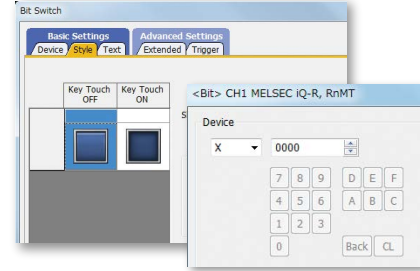 Bit Switch
Basic Settings Advanced Settings
Device Style Text Extended Trigger
Key Touch OFF Key Touch ON
<Bit> CH1 MELSEC iQ-R, RnMT
Device
X 0000
7 8 9 D E F
4 5 6 A B C
1 2 3
0 Back CL